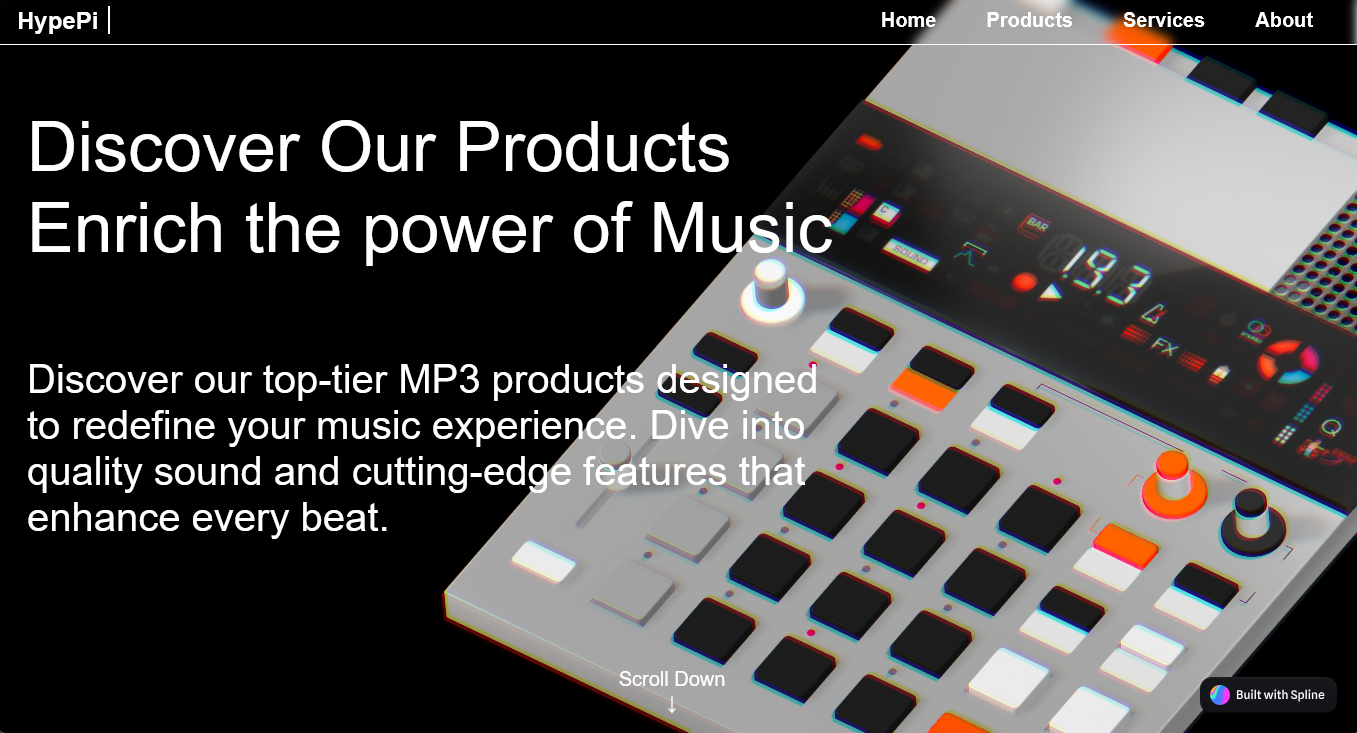 HypePi
Home Products Services About
Discover Our Products
Enrich the power of Music
Discover our top-tier MP3 products designed
to redefine your music experience. Dive into
quality sound and cutting-edge features that
enhance every beat.
C
SOUND
BAR
193
FX
Q
Scroll Down
↓
Built with Spline